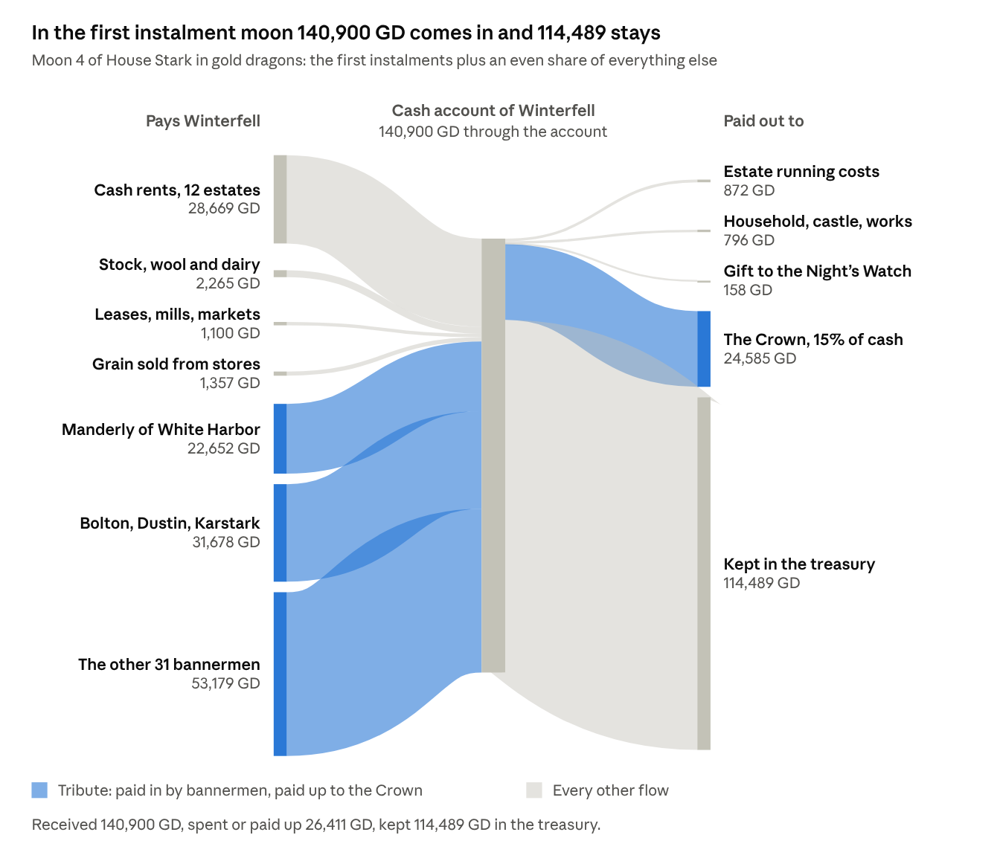 In the first instalment moon 140,900 GD comes in and 114,489 stays
Moon 4 of House Stark in gold dragons: the first instalments plus an even share of everything else
Pays Winterfell
Cash account of Winterfell
140,900 GD through the account
Paid out to
Cash rents, 12 estates
28,669 GD
Stock, wool and dairy
2,265 GD
Leases, mills, markets
1,100 GD
Grain sold from stores
1,357 GD
Manderly of White Harbor
22,652 GD
Bolton, Dustin, Karstark
31,678 GD
The other 31 bannermen
53,179 GD
Estate running costs
872 GD
Household, castle, works
796 GD
Gift to the Night’s Watch
158 GD
The Crown, 15% of cash
24,585 GD
Kept in the treasury
114,489 GD
Tribute: paid in by bannermen, paid up to the Crown
Every other flow
Received 140,900 GD, spent or paid up 26,411 GD, kept 114,489 GD in the treasury.